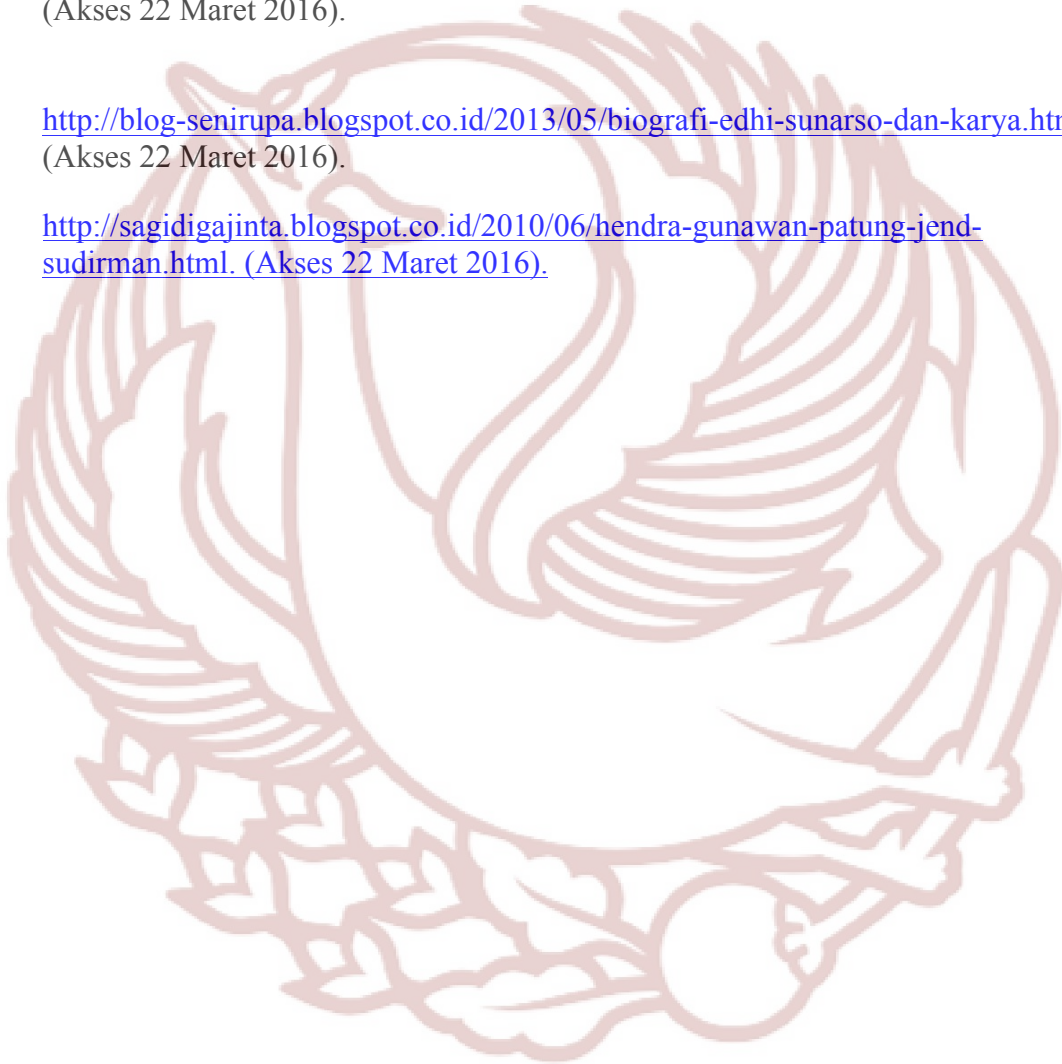 (Akses 22 Maret 2016).
http://blog-senirupa.blogspot.co.id/2013/05/biografi-edhi-sunarso-dan-karya.htm
(Akses 22 Maret 2016).
http://sagidigajinta.blogspot.co.id/2010/06/hendra-gunawan-patung-jend-
sudirman.html. (Akses 22 Maret 2016).